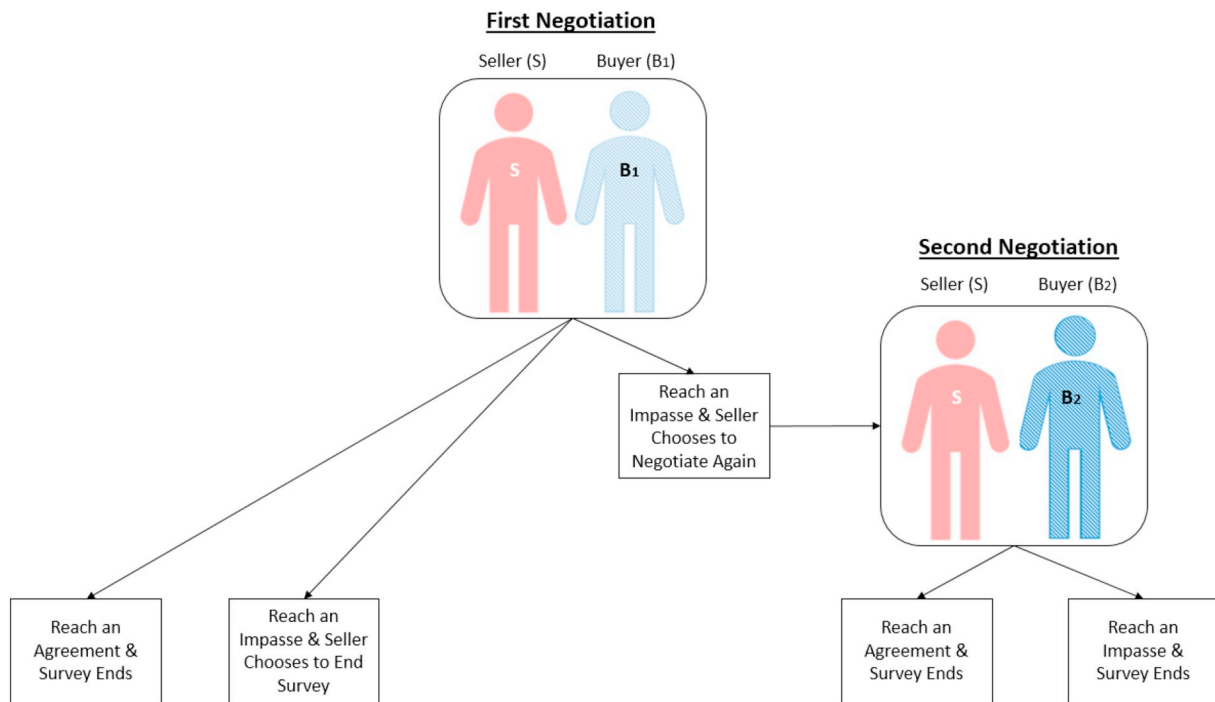 First Negotiation
Seller (S)
Buyer (B1)
S
B1
Second Negotiation
Seller (S)
Buyer (B2)
S
B2
Reach an
Impasse & Seller
Chooses to
Negotiate Again
Reach an
Agreement &
Survey Ends
Reach an
Impasse & Seller
Chooses to End
Survey
Reach an
Agreement &
Survey Ends
Reach an
Impasse &
Survey Ends